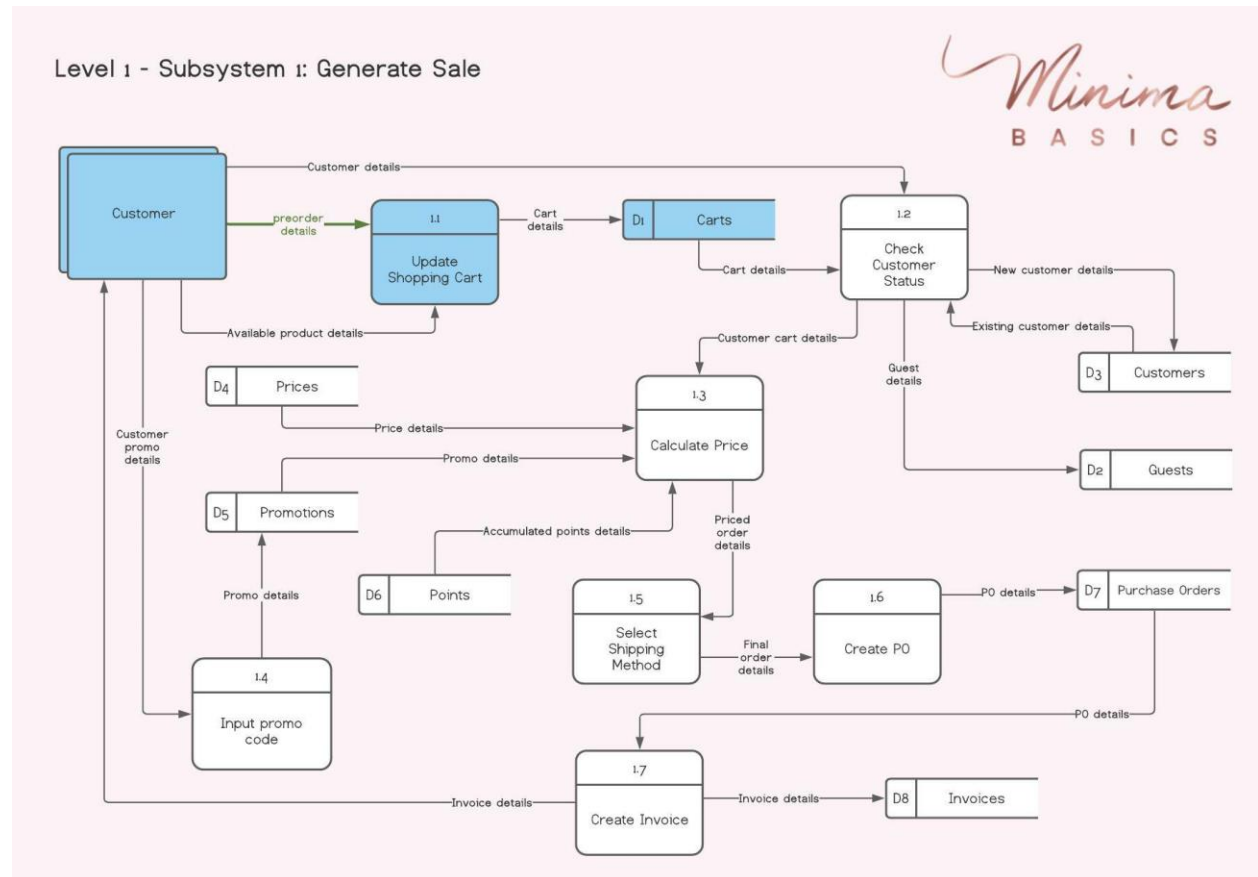 Level 1 - Subsystem 1: Generate Sale
Minima
BASICS
Customer details
Customer
preorder
details
1.1
Update
Shopping Cart
Cart
details
D1
Carts
1.2
Check
Customer
Status
Cart details
New customer details
Available product details
Customer cart details
Existing customer details
Guest
details
D3
Customers
D4
Prices
1.3
Calculate Price
Customer
promo
details
Price details
Promo details
D2
Guests
D5
Promotions
Accumulated points details
Priced
order
details
Promo details
D6
Points
1.5
Select
Shipping
Method
Final
order
details
1.6
Create PO
PO details
D7
Purchase Orders
1.4
Input promo
code
PO details
1.7
Create Invoice
Invoice details
Invoice details
D8
Invoices